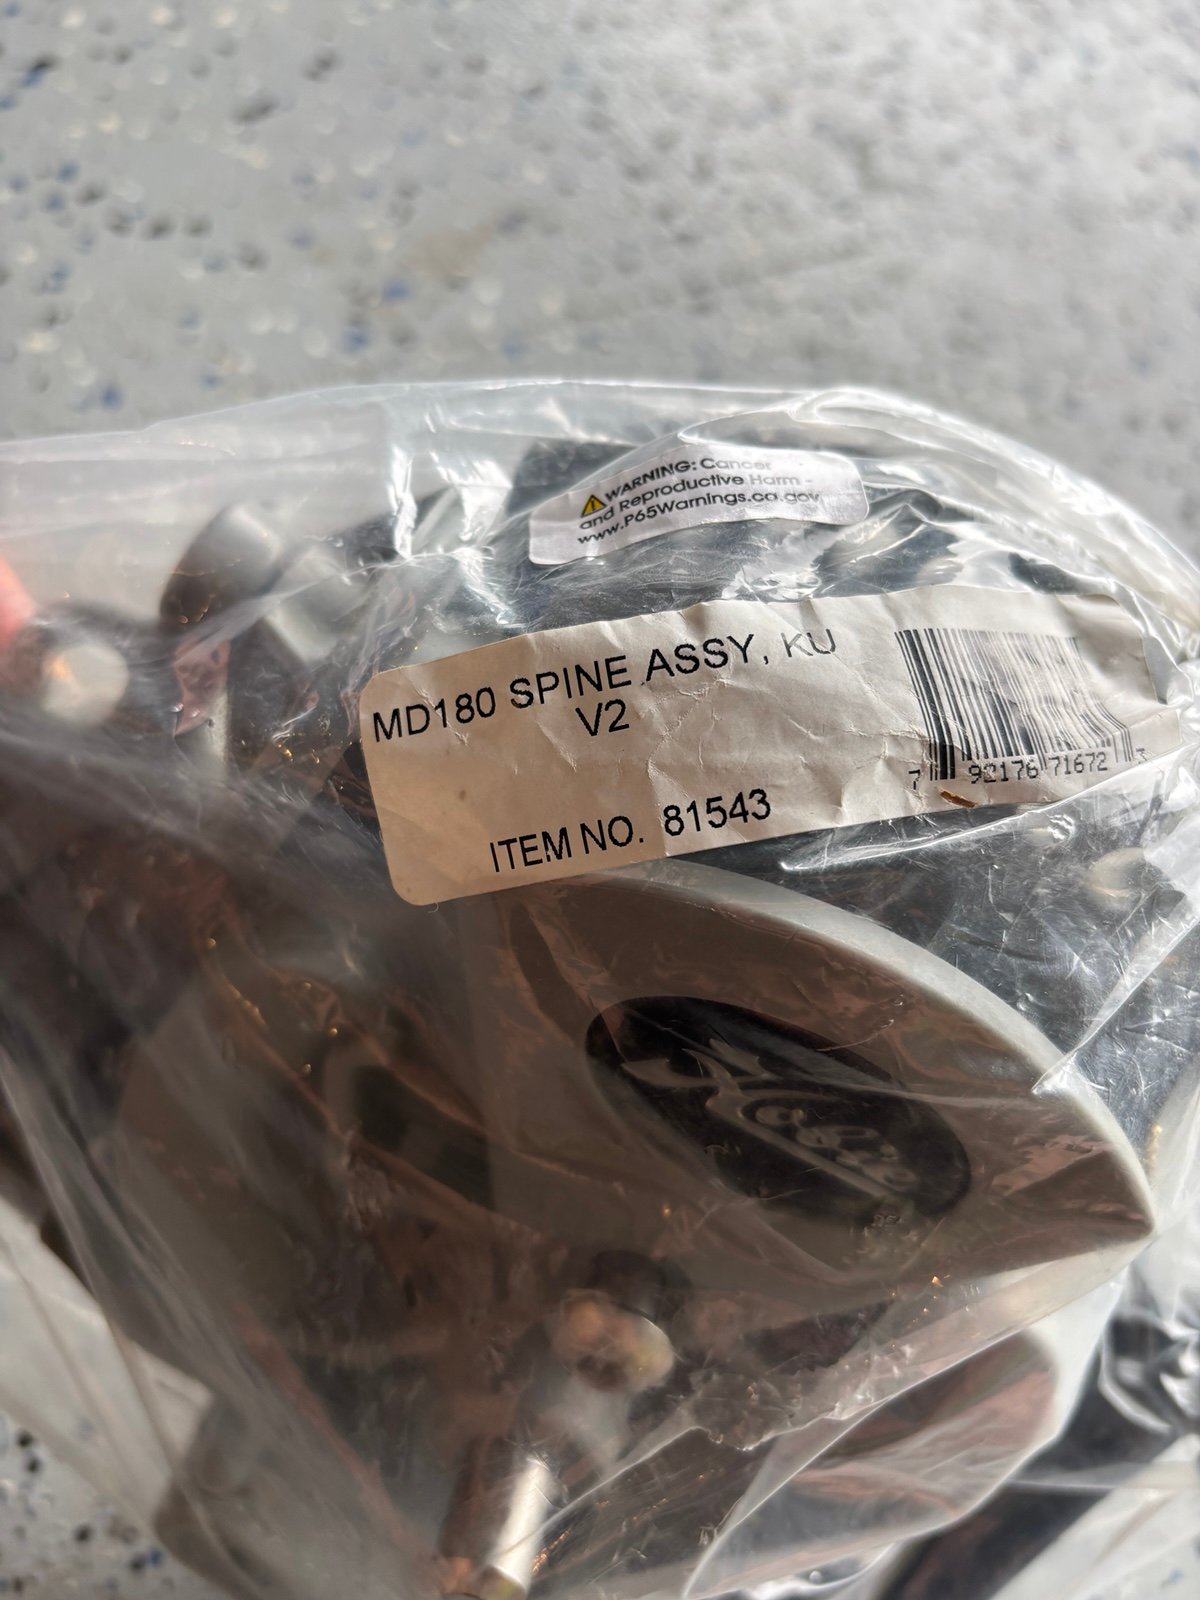 WARNING: Cancer
and Reproductive Harm -
www.P65Warnings.ca.gov
MD180 SPINE ASSY, KU
V2
ITEM NO. 81543
7 92176 71672 3